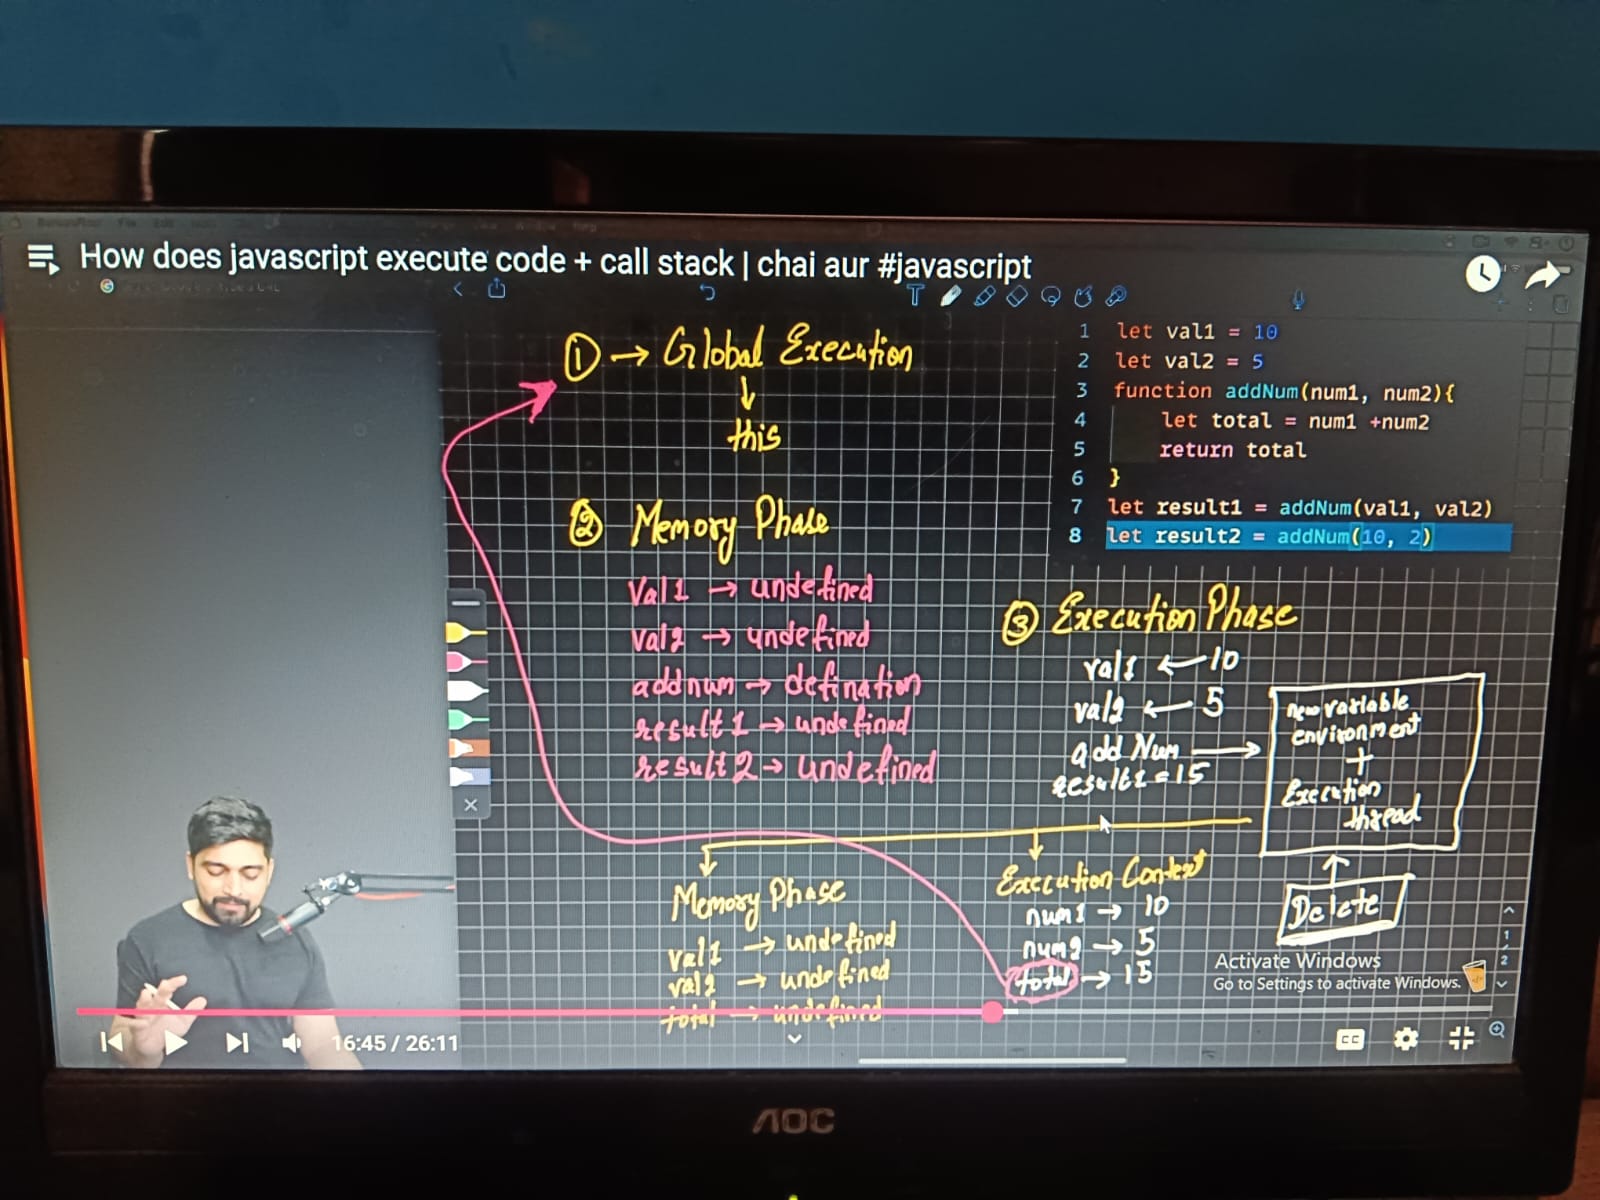 How does javascript execute code + call stack | chai aur #javascript
① → Global Execution
↓
this
② Memory Phase
Val1 → undefined
val2 → undefined
addnum → defination
result1 → undefined
result2 → undefined
1 let val1 = 10
2 let val2 = 5
3 function addNum(num1, num2){
4 let total = num1 +num2
5 return total
6 }
7 let result1 = addNum(val1, val2)
8 let result2 = addNum(10, 2)
③ Execution Phase
val1 ← 10
val2 ← 5
add Num →
result1 = 15
new variable
environment
+
Execution
thread
Delete
Memory Phase
val1 → undefined
val2 → undefined
total → undefined
Execution Context
num1 → 10
num2 → 5
total → 15
Activate Windows
Go to Settings to activate Windows.
1
2
16:45 / 26:11
CC
AOC